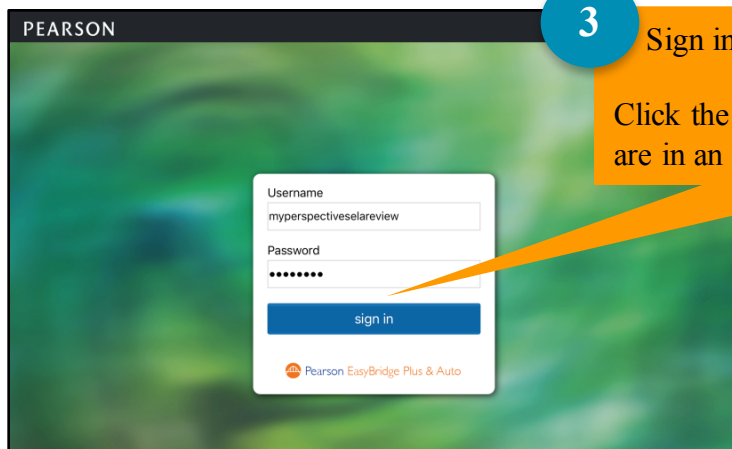 PEARSON
3
Sign in
Click the
are in an
Username
myperspectiveselareview
Password
••••••••
sign in
Pearson EasyBridge Plus & Auto